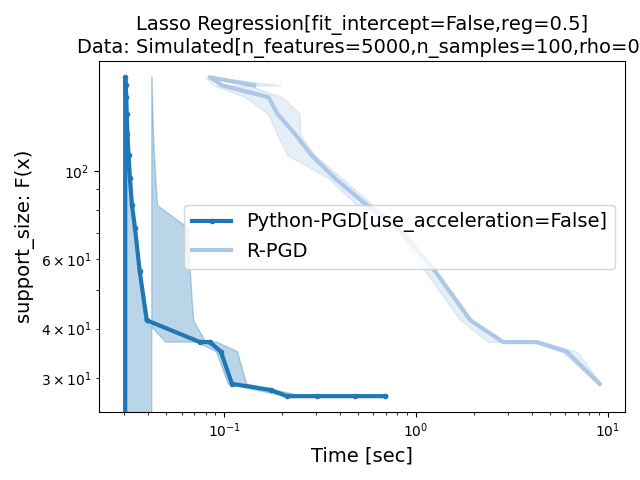 Lasso Regression[fit_intercept=False,reg=0.5]
Data: Simulated[n_features=5000,n_samples=100,rho=0
support_size: F(x)
10²
6 × 10¹
4 × 10¹
3 × 10¹
Python-PGD[use_acceleration=False]
R-PGD
10⁻¹
10⁰
10¹
Time [sec]